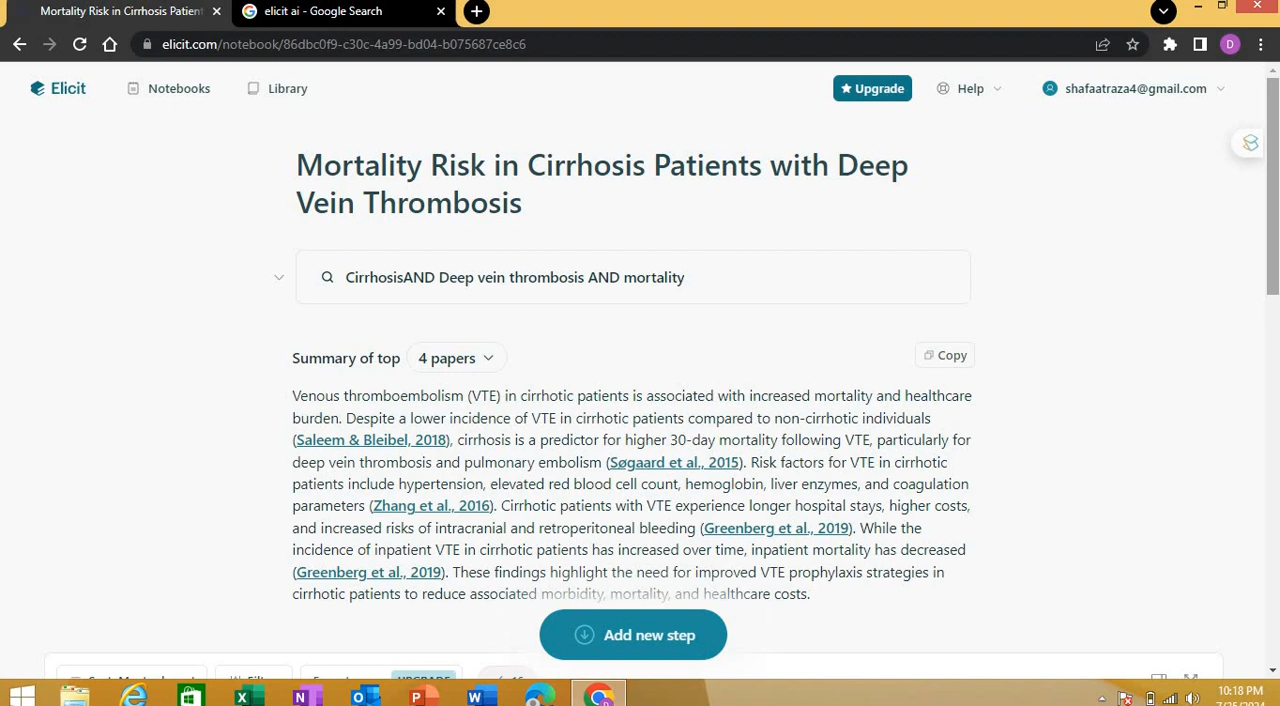 Mortality Risk in Cirrhosis Patient
elicit ai - Google Search
elicit.com/notebook/86dbc0f9-c30c-4a99-bd04-b075687ce8c6
D
Elicit
Notebooks
Library
Upgrade
Help
shafaatraza4@gmail.com
Mortality Risk in Cirrhosis Patients with Deep
Vein Thrombosis
CirrhosisAND Deep vein thrombosis AND mortality
Summary of top
4 papers
Copy
Venous thromboembolism (VTE) in cirrhotic patients is associated with increased mortality and healthcare
burden. Despite a lower incidence of VTE in cirrhotic patients compared to non-cirrhotic individuals
(Saleem & Bleibel, 2018), cirrhosis is a predictor for higher 30-day mortality following VTE, particularly for
deep vein thrombosis and pulmonary embolism (Søgaard et al., 2015). Risk factors for VTE in cirrhotic
patients include hypertension, elevated red blood cell count, hemoglobin, liver enzymes, and coagulation
parameters (Zhang et al., 2016). Cirrhotic patients with VTE experience longer hospital stays, higher costs,
and increased risks of intracranial and retroperitoneal bleeding (Greenberg et al., 2019). While the
incidence of inpatient VTE in cirrhotic patients has increased over time, inpatient mortality has decreased
(Greenberg et al., 2019). These findings highlight the need for improved VTE prophylaxis strategies in
cirrhotic patients to reduce associated morbidity, mortality, and healthcare costs.
Add new step
UPGRADE
10:18 PM